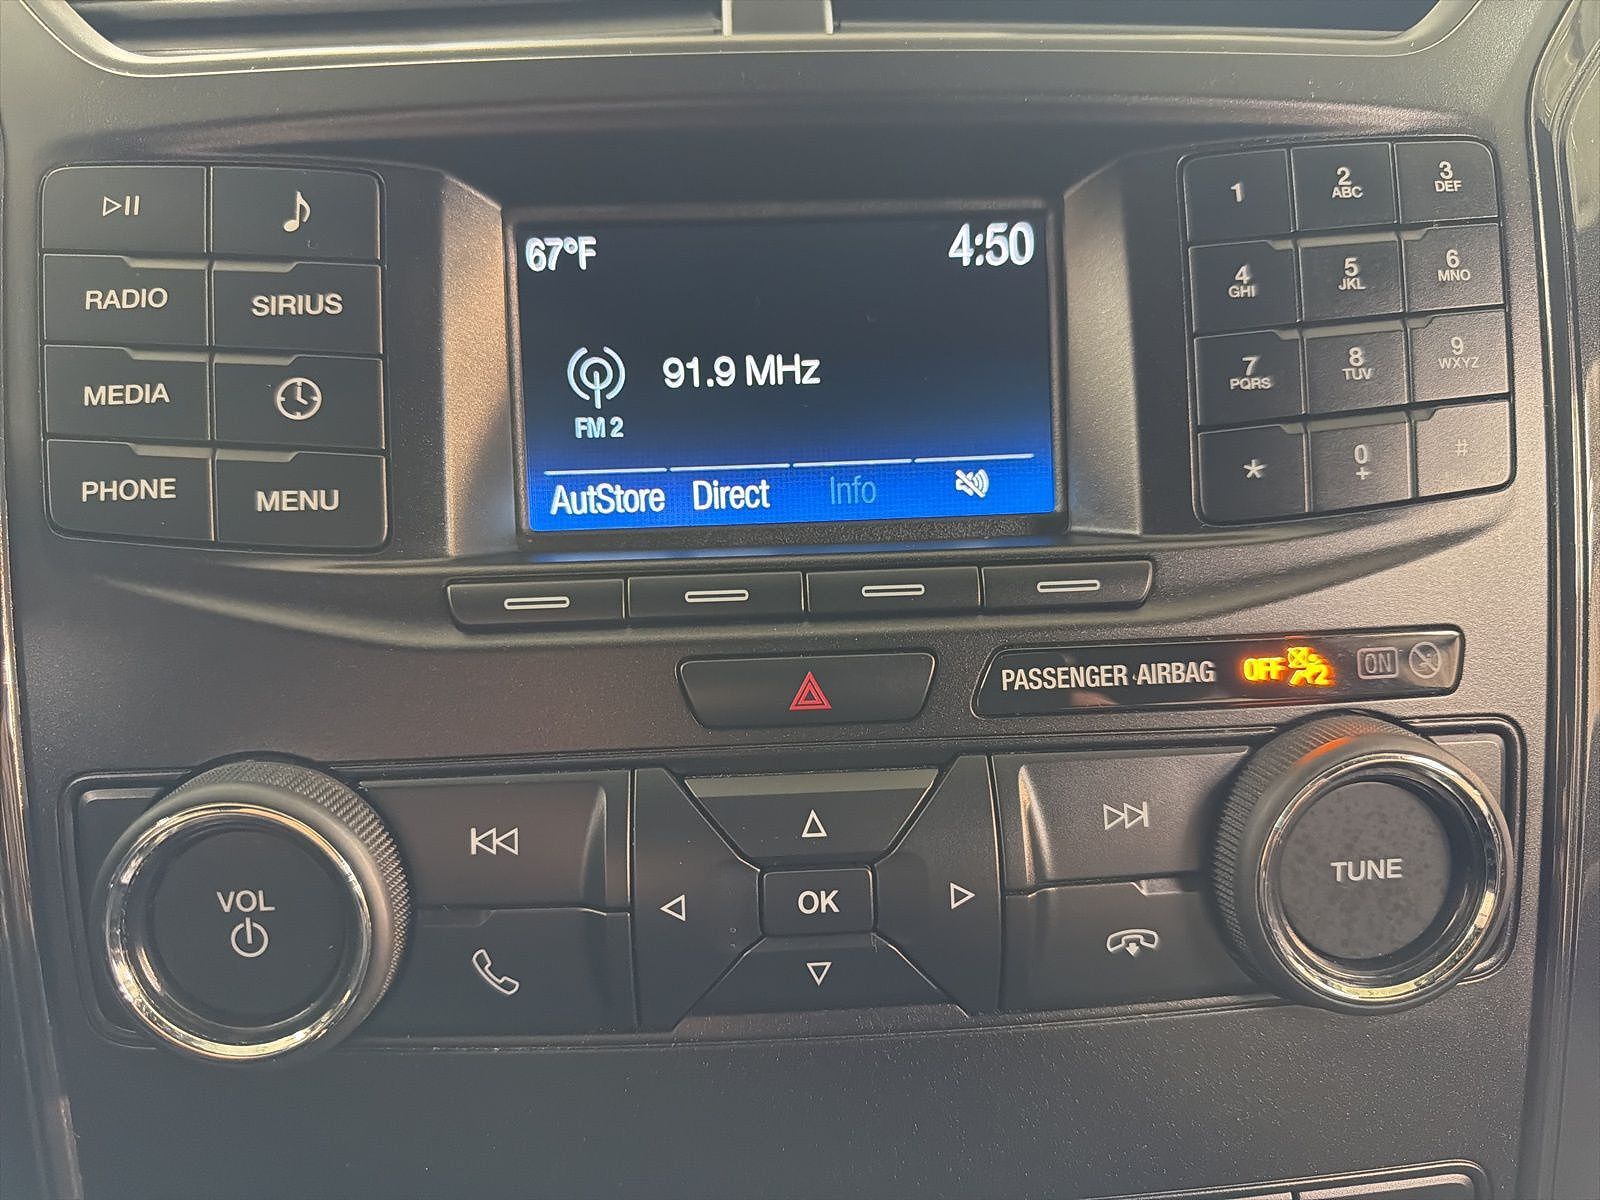 67°F 4:50
91.9 MHz
FM 2
AutStore Direct Info
RADIO SIRIUS
MEDIA
PHONE MENU
1 2 ABC 3 DEF
4 GHI 5 JKL 6 MNO
7 PQRS 8 TUV 9 WXYZ
* 0 + #
PASSENGER AIRBAG OFF 2 ON
VOL
OK
TUNE